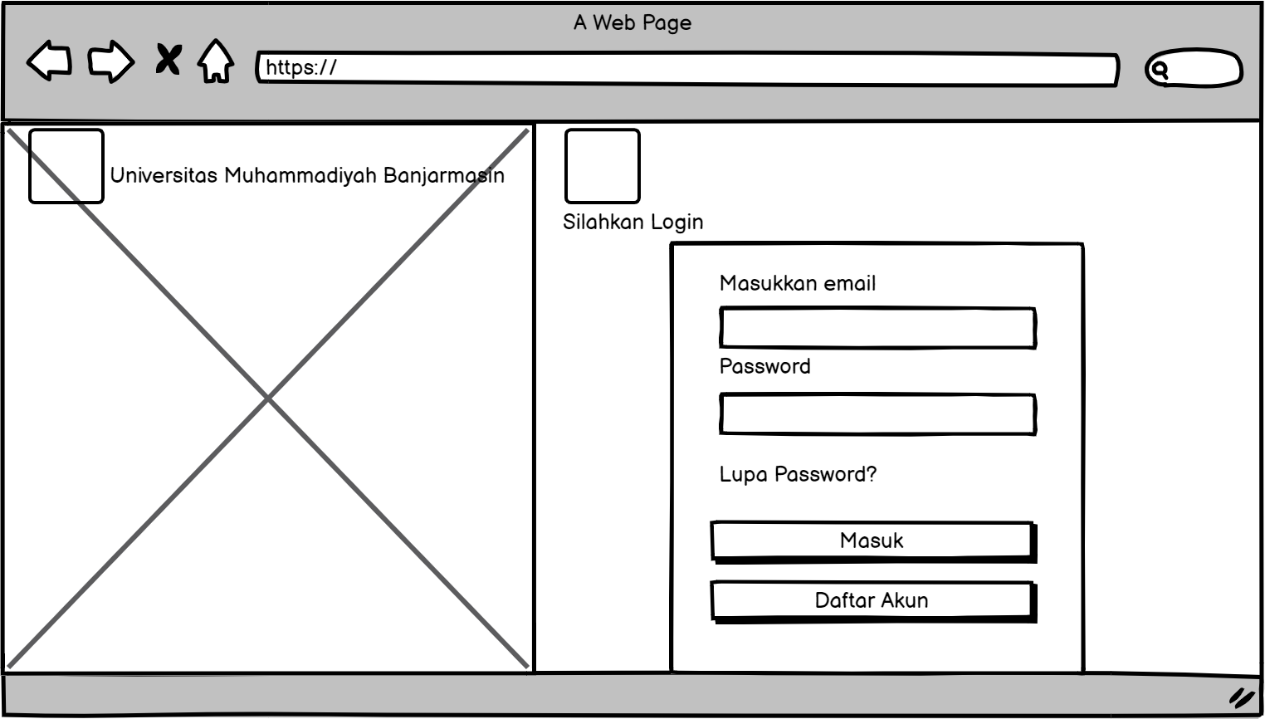 A Web Page
https://
Universitas Muhammadiyah Banjarmasin
Silahkan Login
Masukkan email
Password
Lupa Password?
Masuk
Daftar Akun